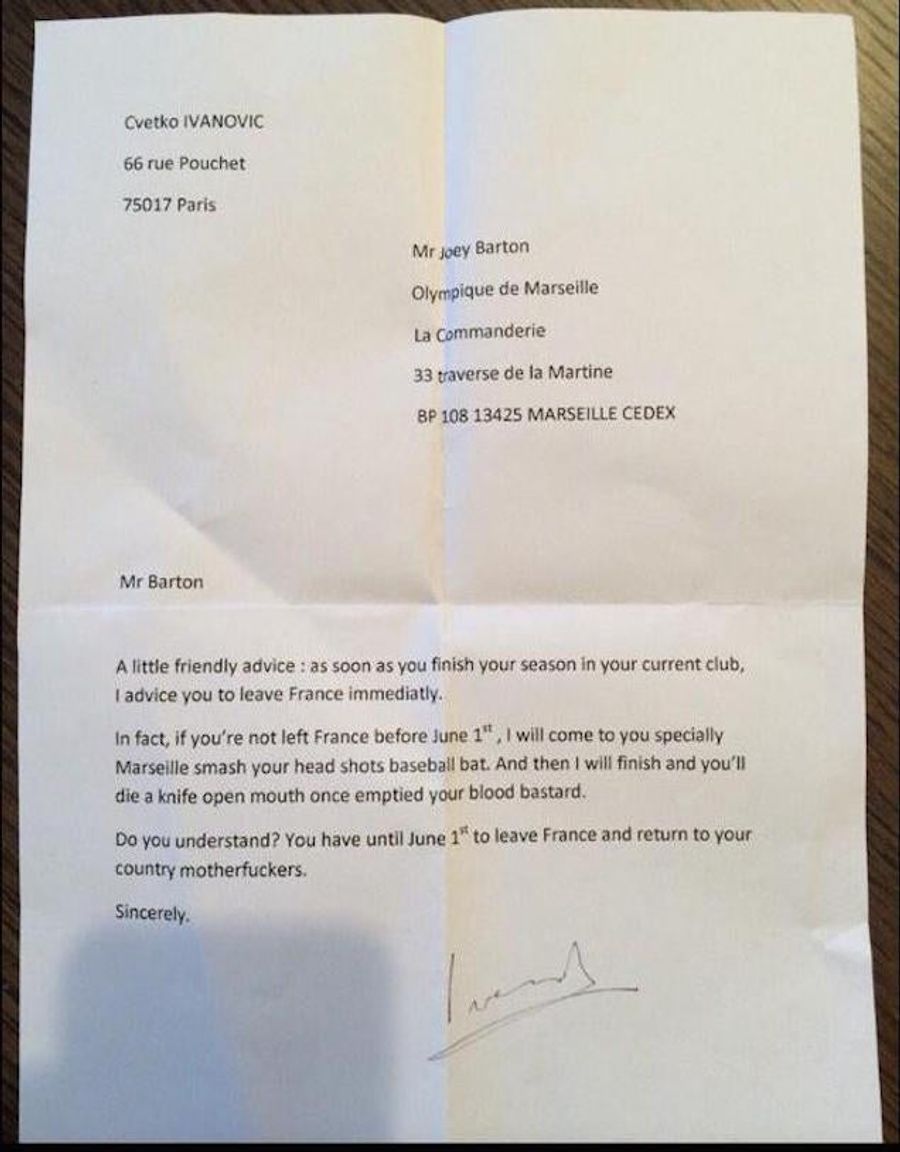 Cvetko IVANOVIC
66 rue Pouchet
75017 Paris
Mr Joey Barton
Olympique de Marseille
La Commanderie
33 traverse de la Martine
BP 108 13425 MARSEILLE CEDEX
Mr Barton
A little friendly advice : as soon as you finish your season in your current club,
I advice you to leave France immediatly.
In fact, if you're not left France before June 1st , I will come to you specially
Marseille smash your head shots baseball bat. And then I will finish and you'll
die a knife open mouth once emptied your blood bastard.
Do you understand? You have until June 1st to leave France and return to your
country motherfuckers.
Sincerely.